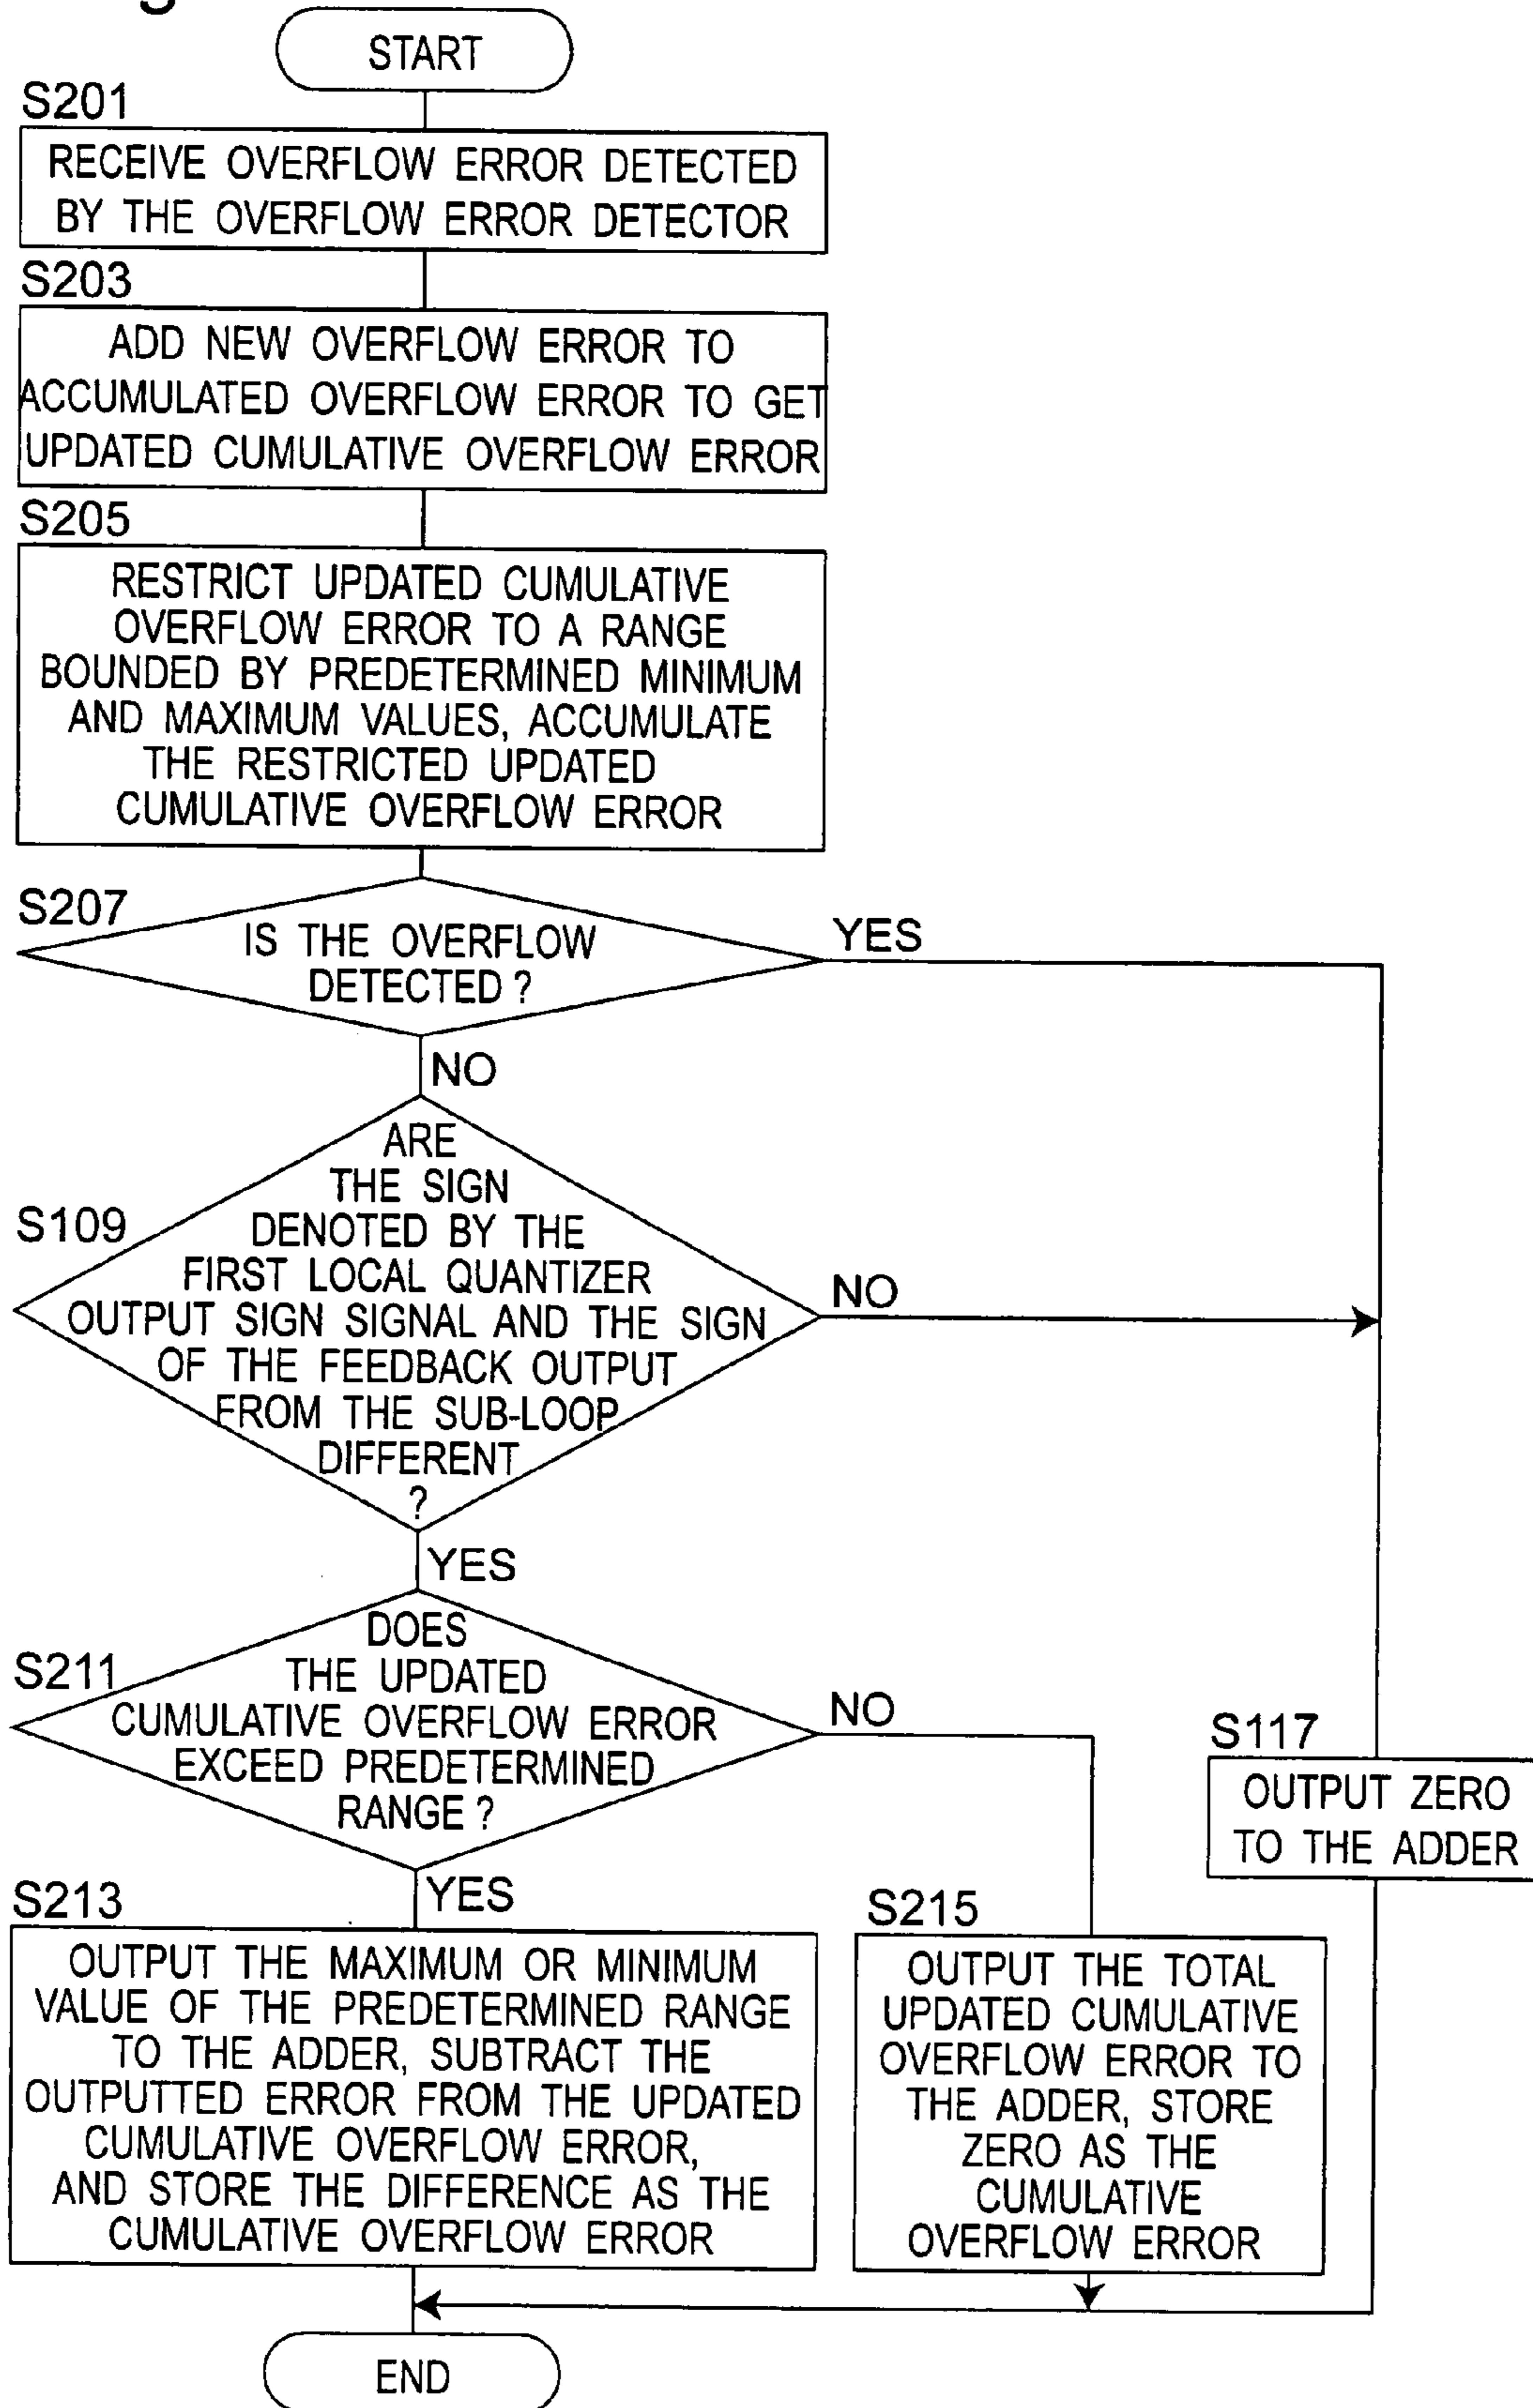 g
START
S201
RECEIVE OVERFLOW ERROR DETECTED
BY THE OVERFLOW ERROR DETECTOR
S203
ADD NEW OVERFLOW ERROR TO
ACCUMULATED OVERFLOW ERROR TO GET
UPDATED CUMULATIVE OVERFLOW ERROR
S205
RESTRICT UPDATED CUMULATIVE
OVERFLOW ERROR TO A RANGE
BOUNDED BY PREDETERMINED MINIMUM
AND MAXIMUM VALUES, ACCUMULATE
THE RESTRICTED UPDATED
CUMULATIVE OVERFLOW ERROR
S207
IS THE OVERFLOW
DETECTED ?
YES
NO
S109
ARE
THE SIGN
DENOTED BY THE
FIRST LOCAL QUANTIZER
OUTPUT SIGN SIGNAL AND THE SIGN
OF THE FEEDBACK OUTPUT
FROM THE SUB-LOOP
DIFFERENT
?
NO
YES
S211
DOES
THE UPDATED
CUMULATIVE OVERFLOW ERROR
EXCEED PREDETERMINED
RANGE ?
NO
YES
S117
OUTPUT ZERO
TO THE ADDER
S213
OUTPUT THE MAXIMUM OR MINIMUM
VALUE OF THE PREDETERMINED RANGE
TO THE ADDER, SUBTRACT THE
OUTPUTTED ERROR FROM THE UPDATED
CUMULATIVE OVERFLOW ERROR,
AND STORE THE DIFFERENCE AS THE
CUMULATIVE OVERFLOW ERROR
S215
OUTPUT THE TOTAL
UPDATED CUMULATIVE
OVERFLOW ERROR TO
THE ADDER, STORE
ZERO AS THE
CUMULATIVE
OVERFLOW ERROR
END